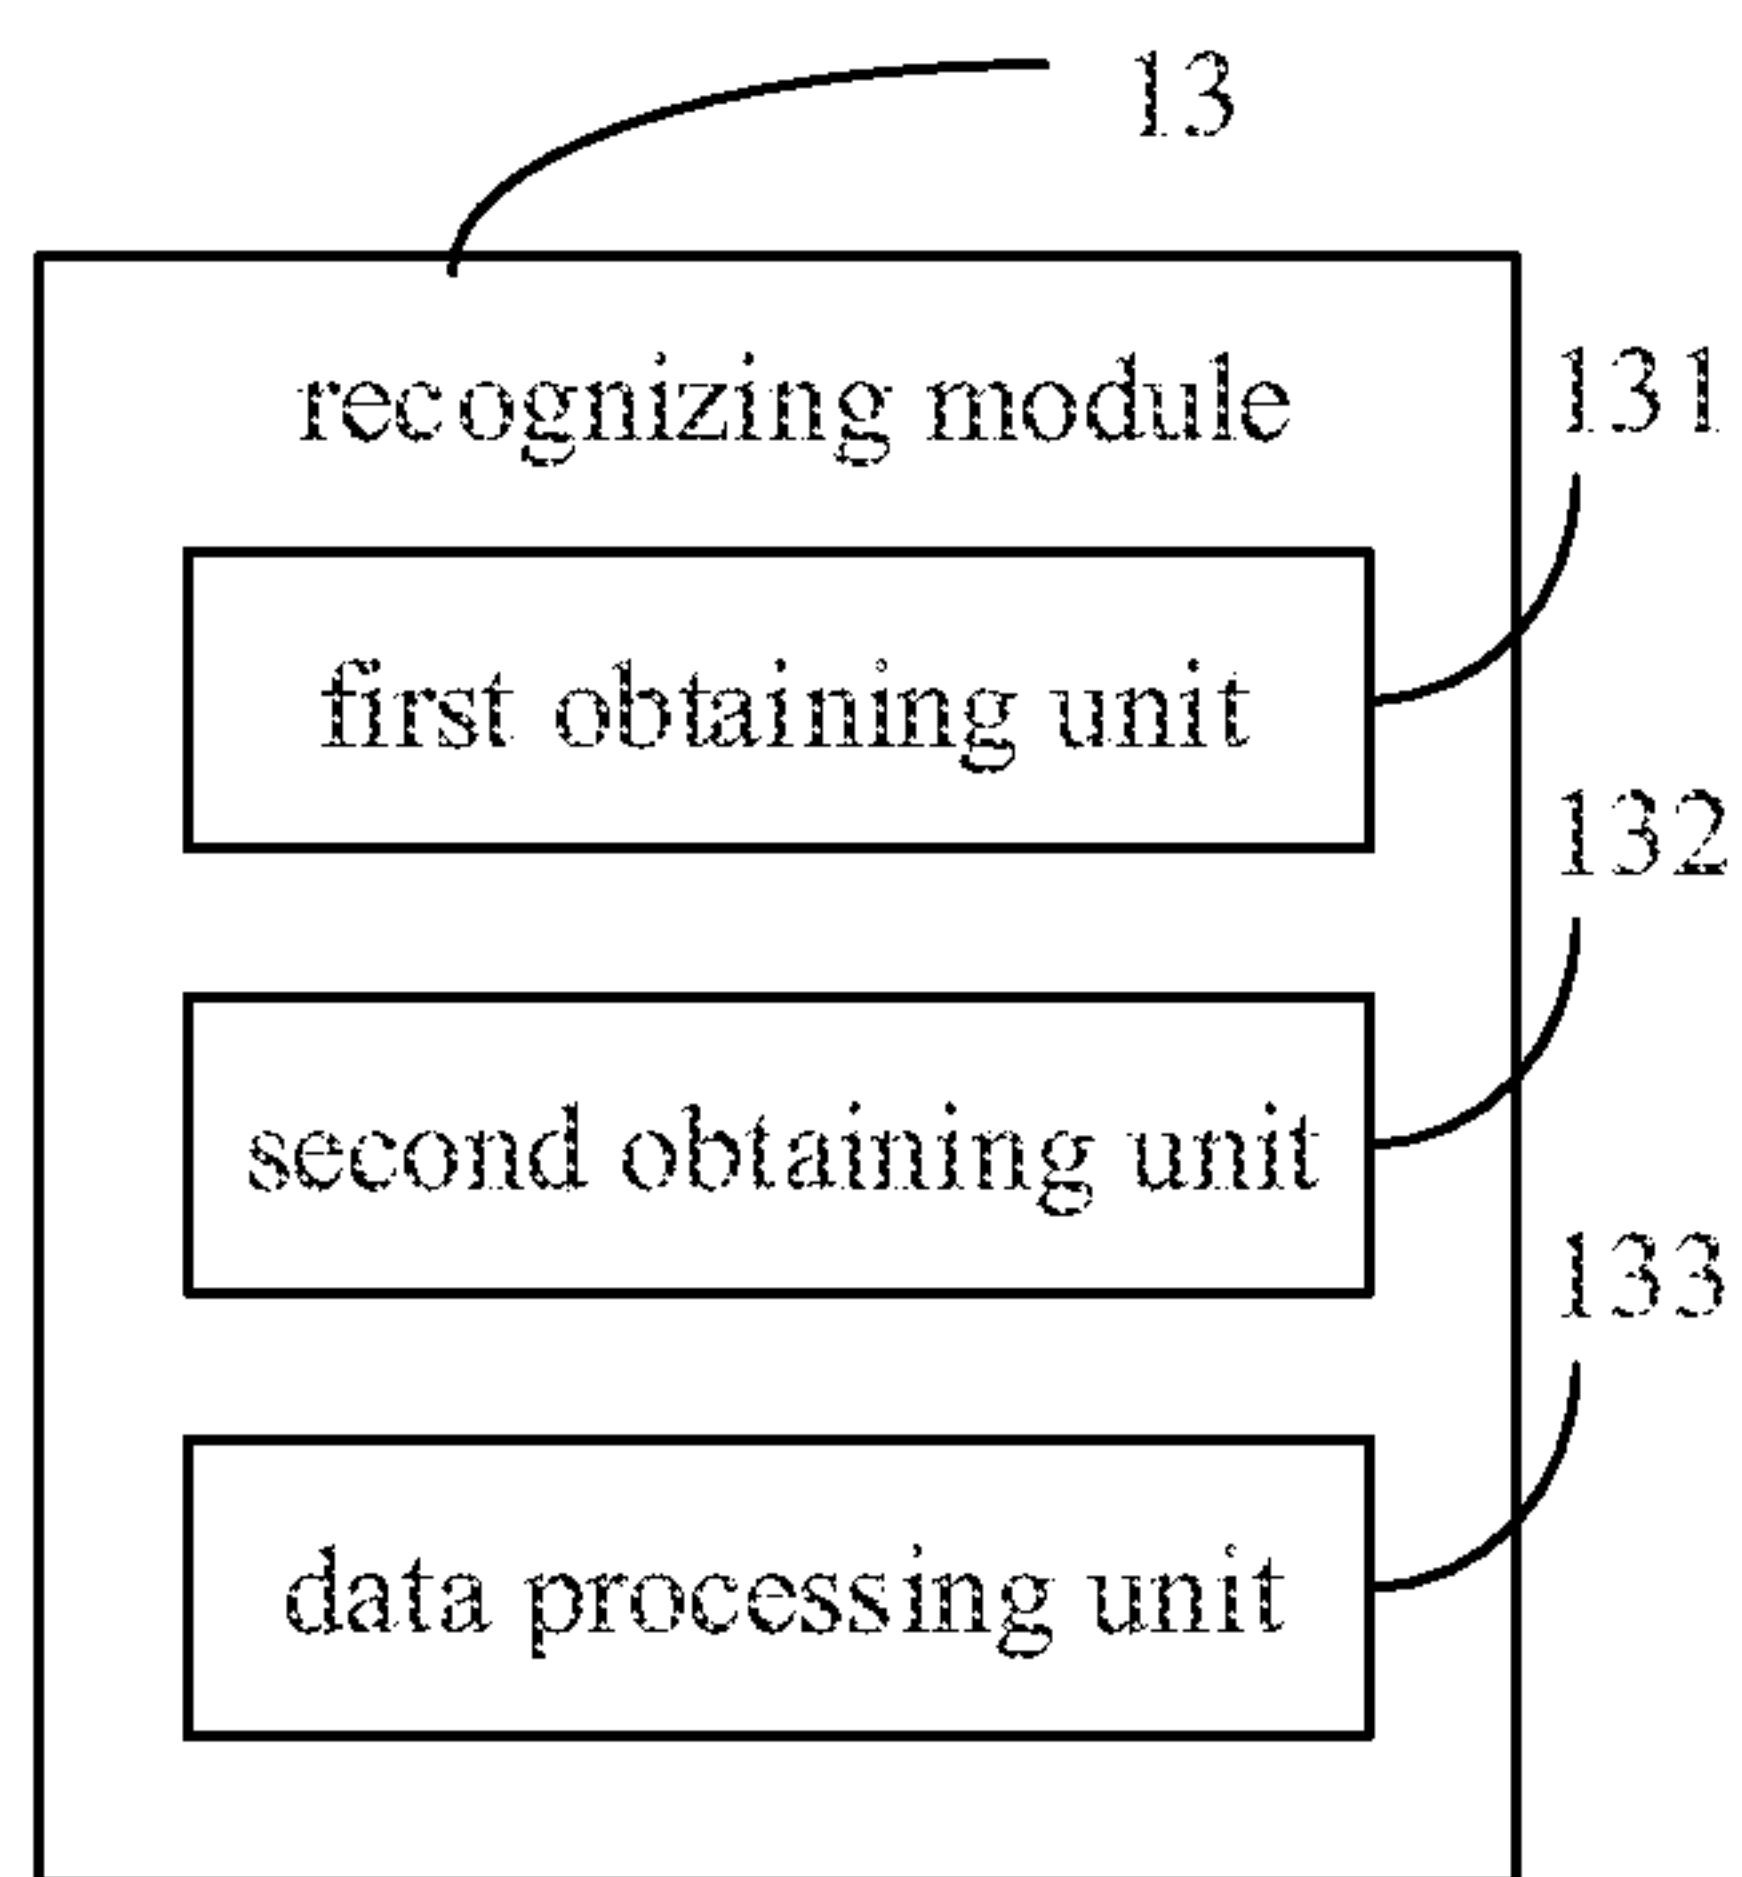 13
recognizing module
131
first obtaining unit
132
second obtaining unit
133
data processing unit